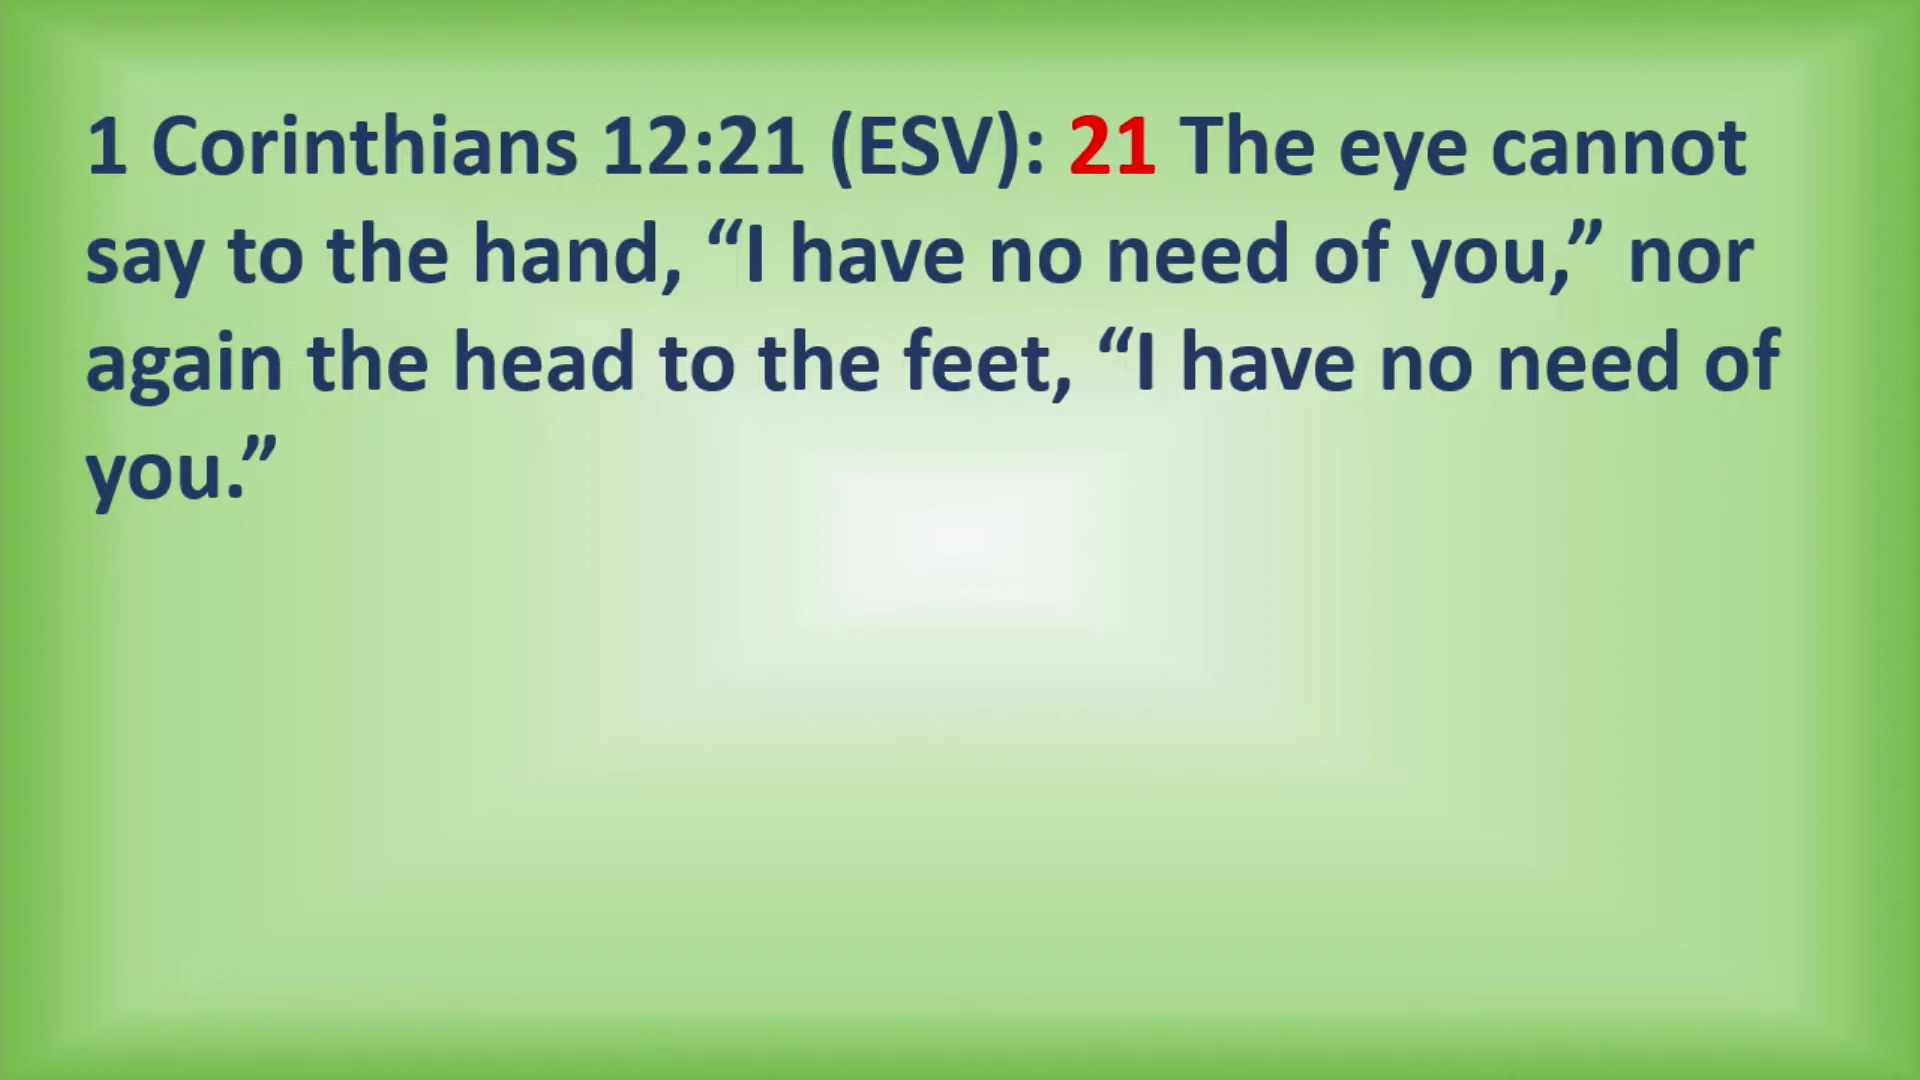 1 Corinthians 12:21 (ESV): 21 The eye cannot
say to the hand, “I have no need of you,” nor
again the head to the feet, “I have no need of
you.”